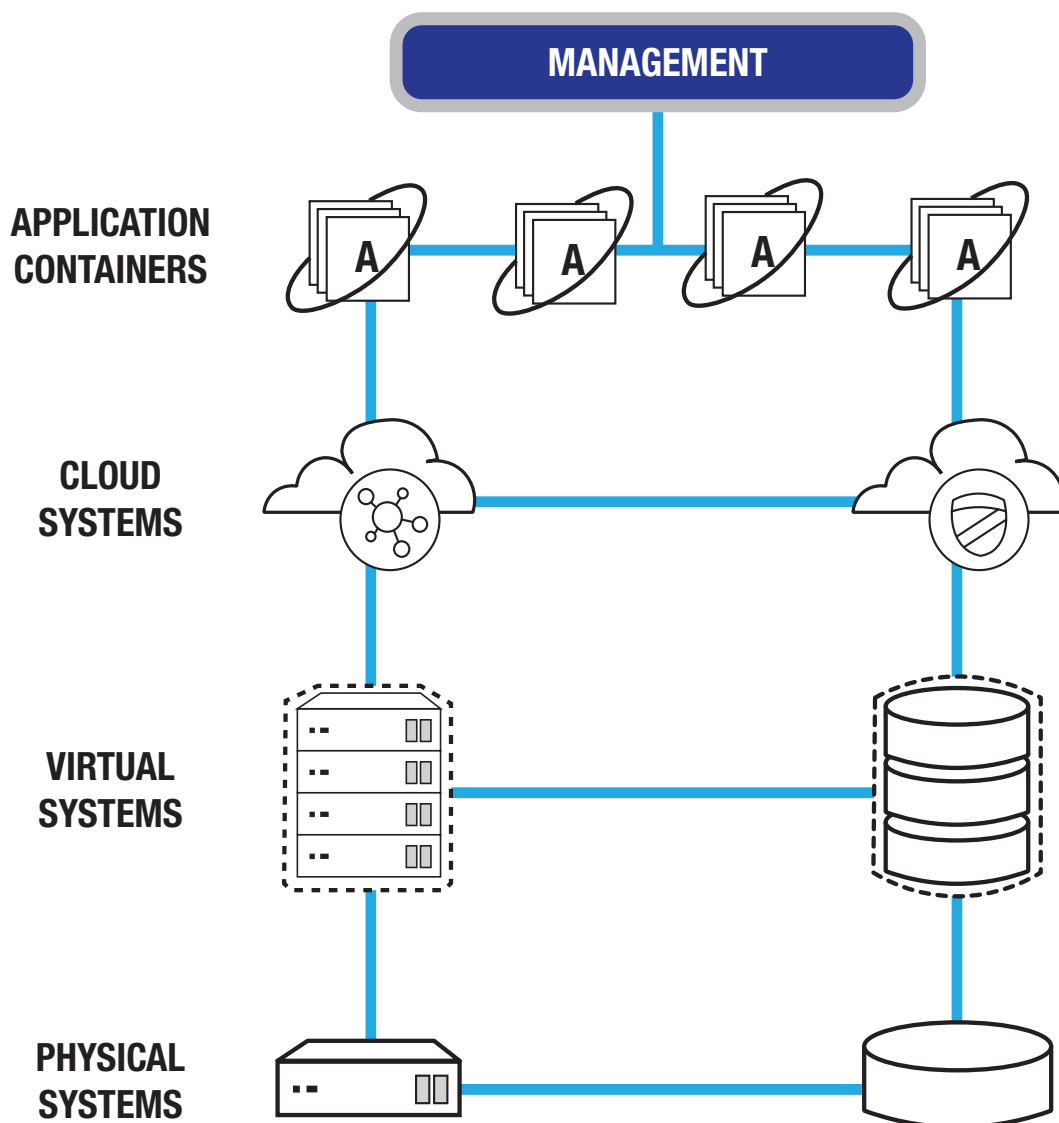 MANAGEMENT
APPLICATION
CONTAINERS
A
A
A
A
CLOUD
SYSTEMS
VIRTUAL
SYSTEMS
PHYSICAL
SYSTEMS